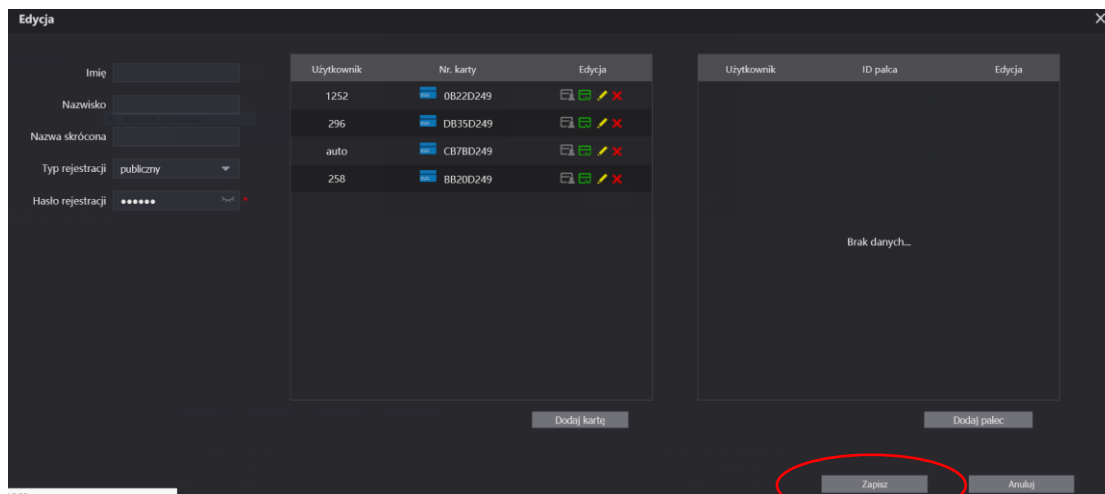 Edycja
Imię
Nazwisko
Nazwa skrócona
Typ rejestracji publiczny
Hasło rejestracji ••••••
Użytkownik Nr. karty Edycja
1252 0B22D249
296 DB35D249
auto CB7BD249
258 BB20D249
Dodaj kartę
Użytkownik ID palca Edycja
Brak danych...
Dodaj palec
Zapisz Anuluj